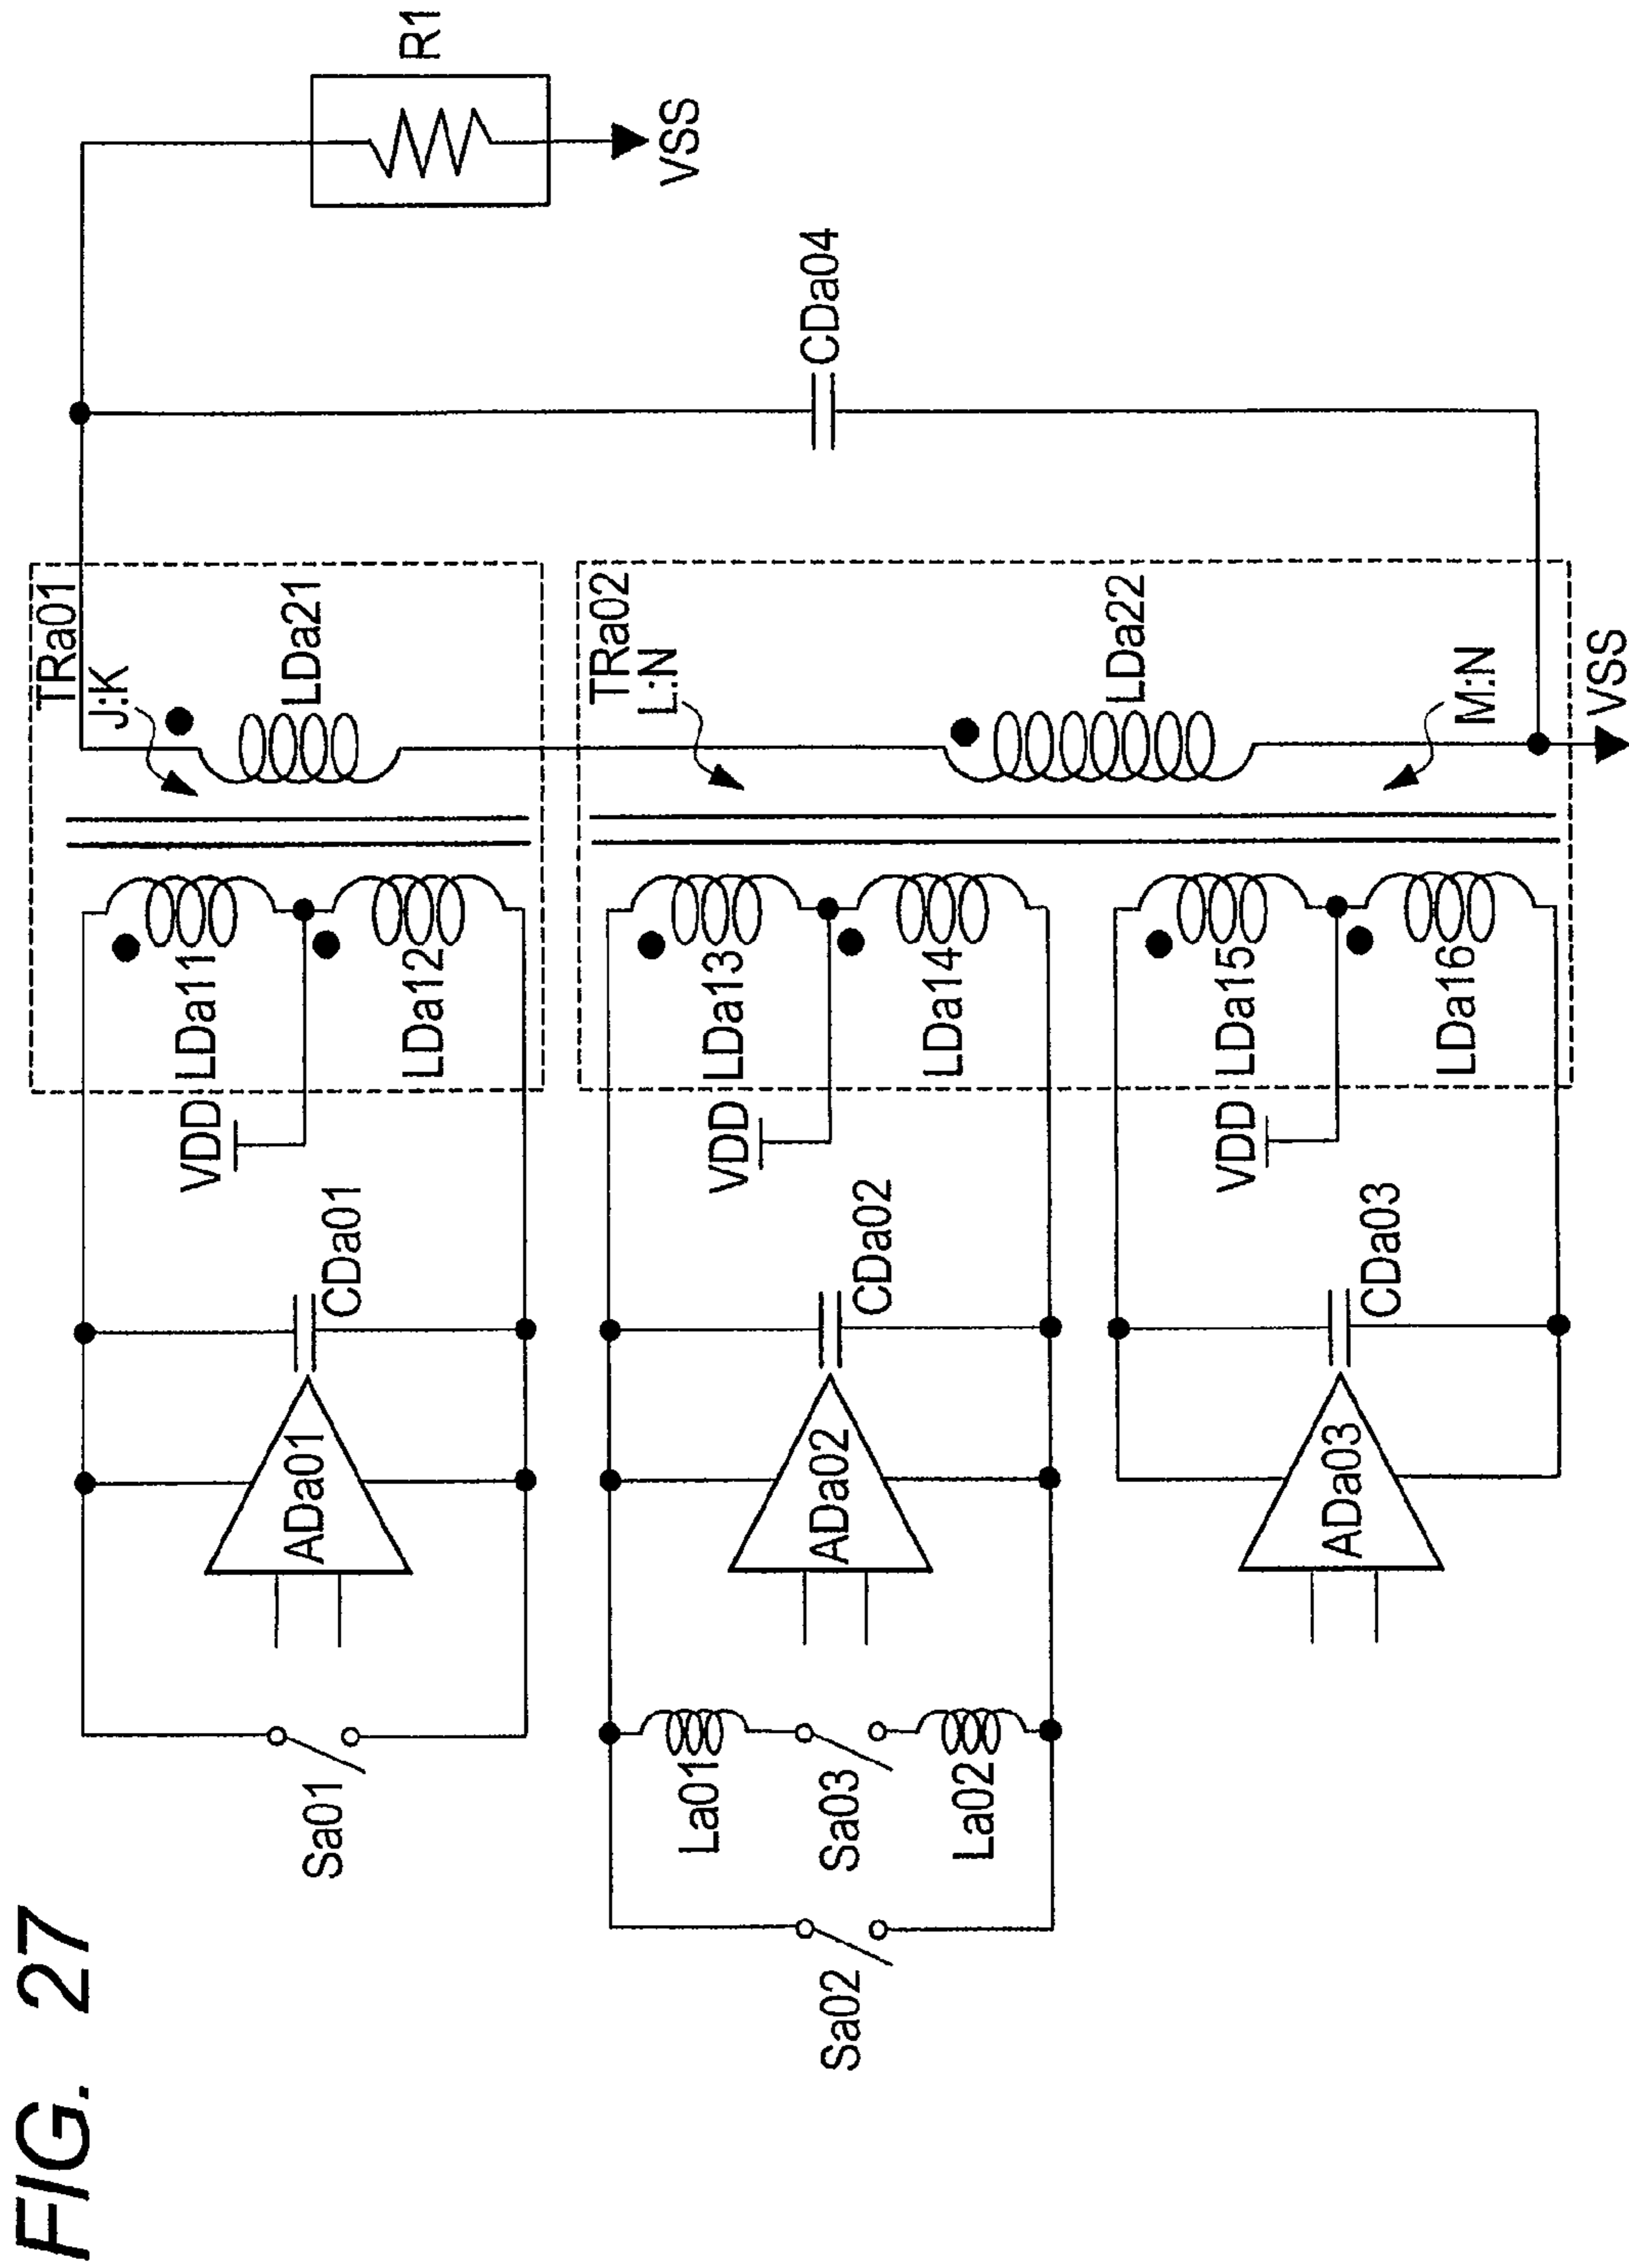 FIG. 27
TRa01
J:K
LDa21
R1
VSS
LDa11
LDa12
VDD
CDa01
ADa01
Sa01
CDa04
TRa02
L:N
LDa22
M:N
VSS
LDa13
LDa14
VDD
CDa02
ADa02
La01
Sa03
La02
Sa02
LDa15
LDa16
VDD
CDa03
ADa03